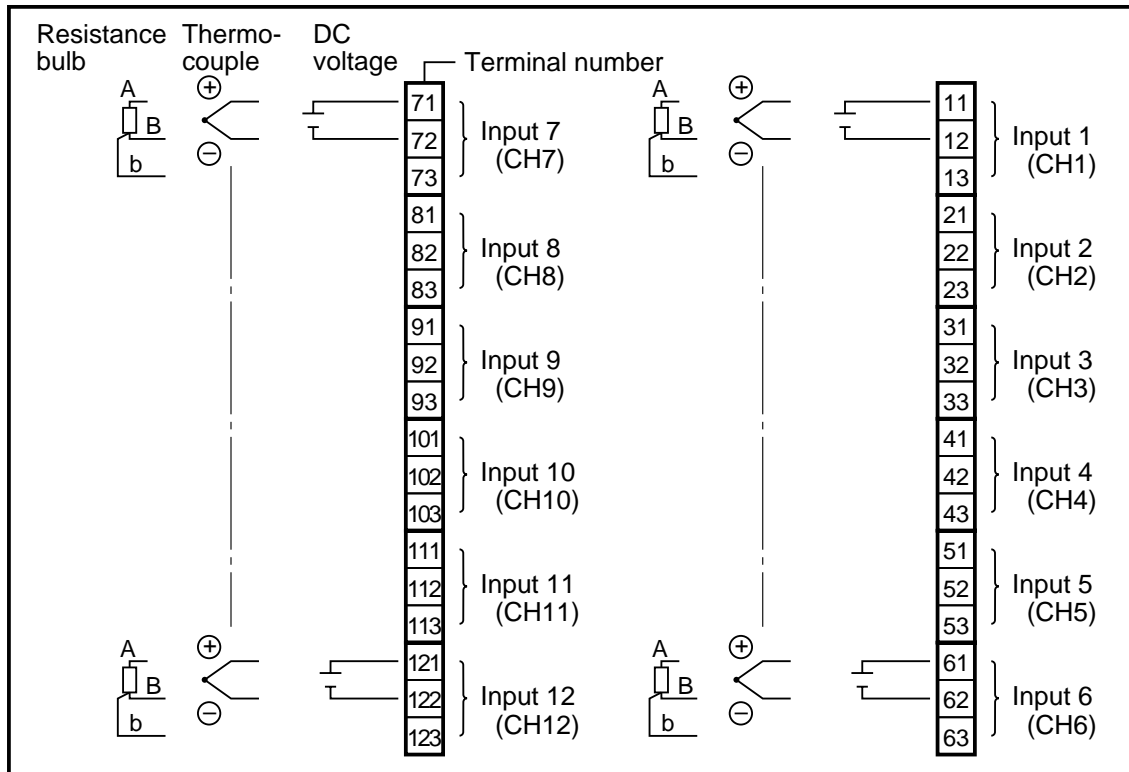 Resistance bulb
Thermo-couple
DC voltage
Terminal number
A
B
b
⊕
⊖
71
72
73
Input 7
(CH7)
81
82
83
Input 8
(CH8)
91
92
93
Input 9
(CH9)
101
102
103
Input 10
(CH10)
111
112
113
Input 11
(CH11)
A
B
b
⊕
⊖
121
122
123
Input 12
(CH12)
A
B
b
⊕
⊖
11
12
13
Input 1
(CH1)
21
22
23
Input 2
(CH2)
31
32
33
Input 3
(CH3)
41
42
43
Input 4
(CH4)
51
52
53
Input 5
(CH5)
A
B
b
⊕
⊖
61
62
63
Input 6
(CH6)